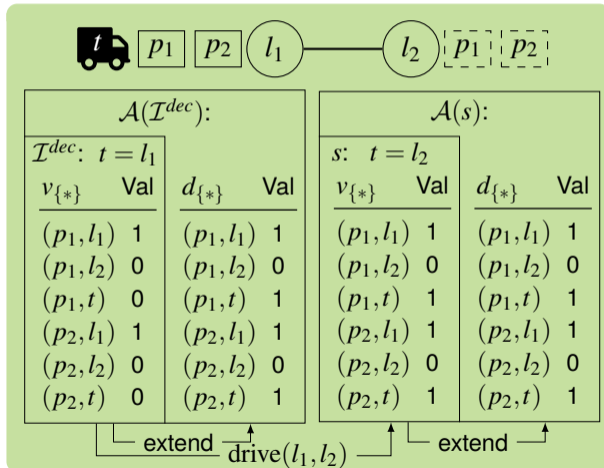 t p₁ p₂ l₁ l₂ p₁ p₂
𝒜(ℐᵈᵉᶜ):
ℐᵈᵉᶜ: t = l₁
v{*} Val d{*} Val
(p₁, l₁) 1 (p₁, l₁) 1
(p₁, l₂) 0 (p₁, l₂) 0
(p₁, t) 0 (p₁, t) 1
(p₂, l₁) 1 (p₂, l₁) 1
(p₂, l₂) 0 (p₂, l₂) 0
(p₂, t) 0 (p₂, t) 1
𝒜(s):
s: t = l₂
v{*} Val d{*} Val
(p₁, l₁) 1 (p₁, l₁) 1
(p₁, l₂) 0 (p₁, l₂) 0
(p₁, t) 1 (p₁, t) 1
(p₂, l₁) 1 (p₂, l₁) 1
(p₂, l₂) 0 (p₂, l₂) 0
(p₂, t) 1 (p₂, t) 1
extend extend
drive(l₁, l₂)